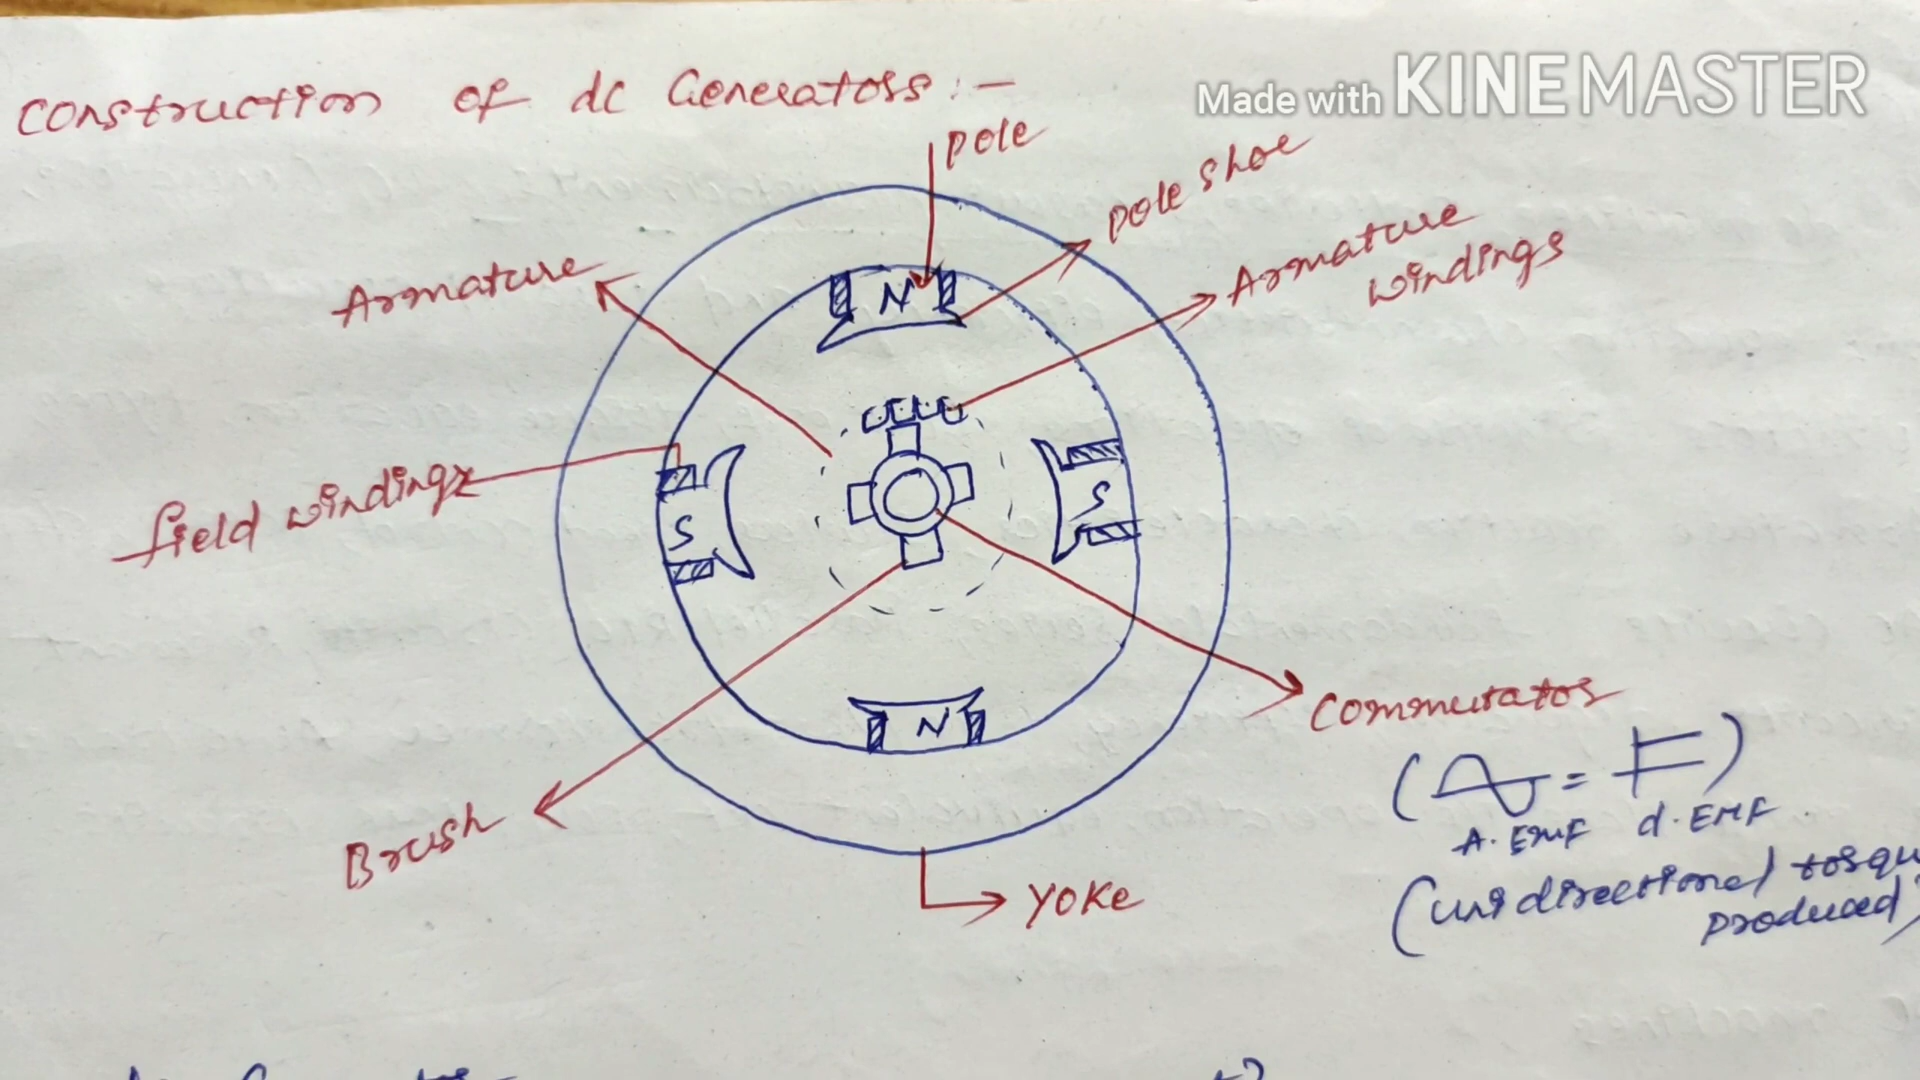 Construction of dc Generators :-
Made with KINEMASTER
Pole
Pole shoe
Armature
windings
Armature
N
field windings
S
S
N
Commutator
( = )
A. EMF d. EMF
(unidirectional torqu
produced)
Brush
YOKE